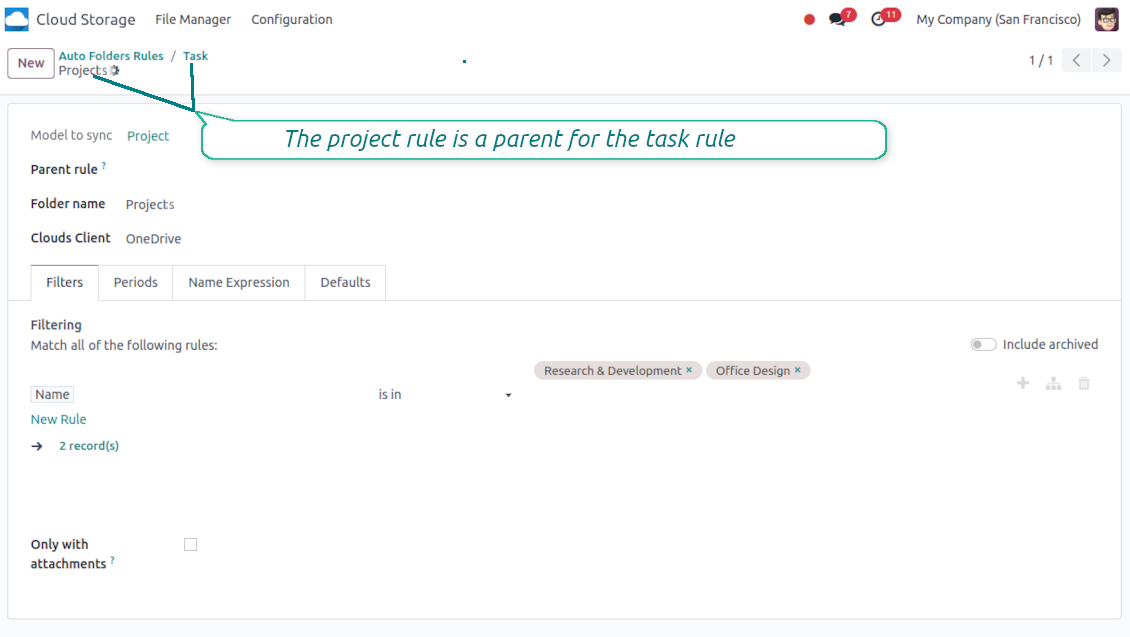 Cloud Storage File Manager Configuration 7 11 My Company (San Francisco)
New Auto Folders Rules / Task 1 / 1
Projects
The project rule is a parent for the task rule
Model to sync Project
Parent rule ?
Folder name Projects
Clouds Client OneDrive
Filters Periods Name Expression Defaults
Filtering
Match all of the following rules: Include archived
Research & Development × Office Design ×
Name is in
New Rule
→ 2 record(s)
Only with
attachments ?